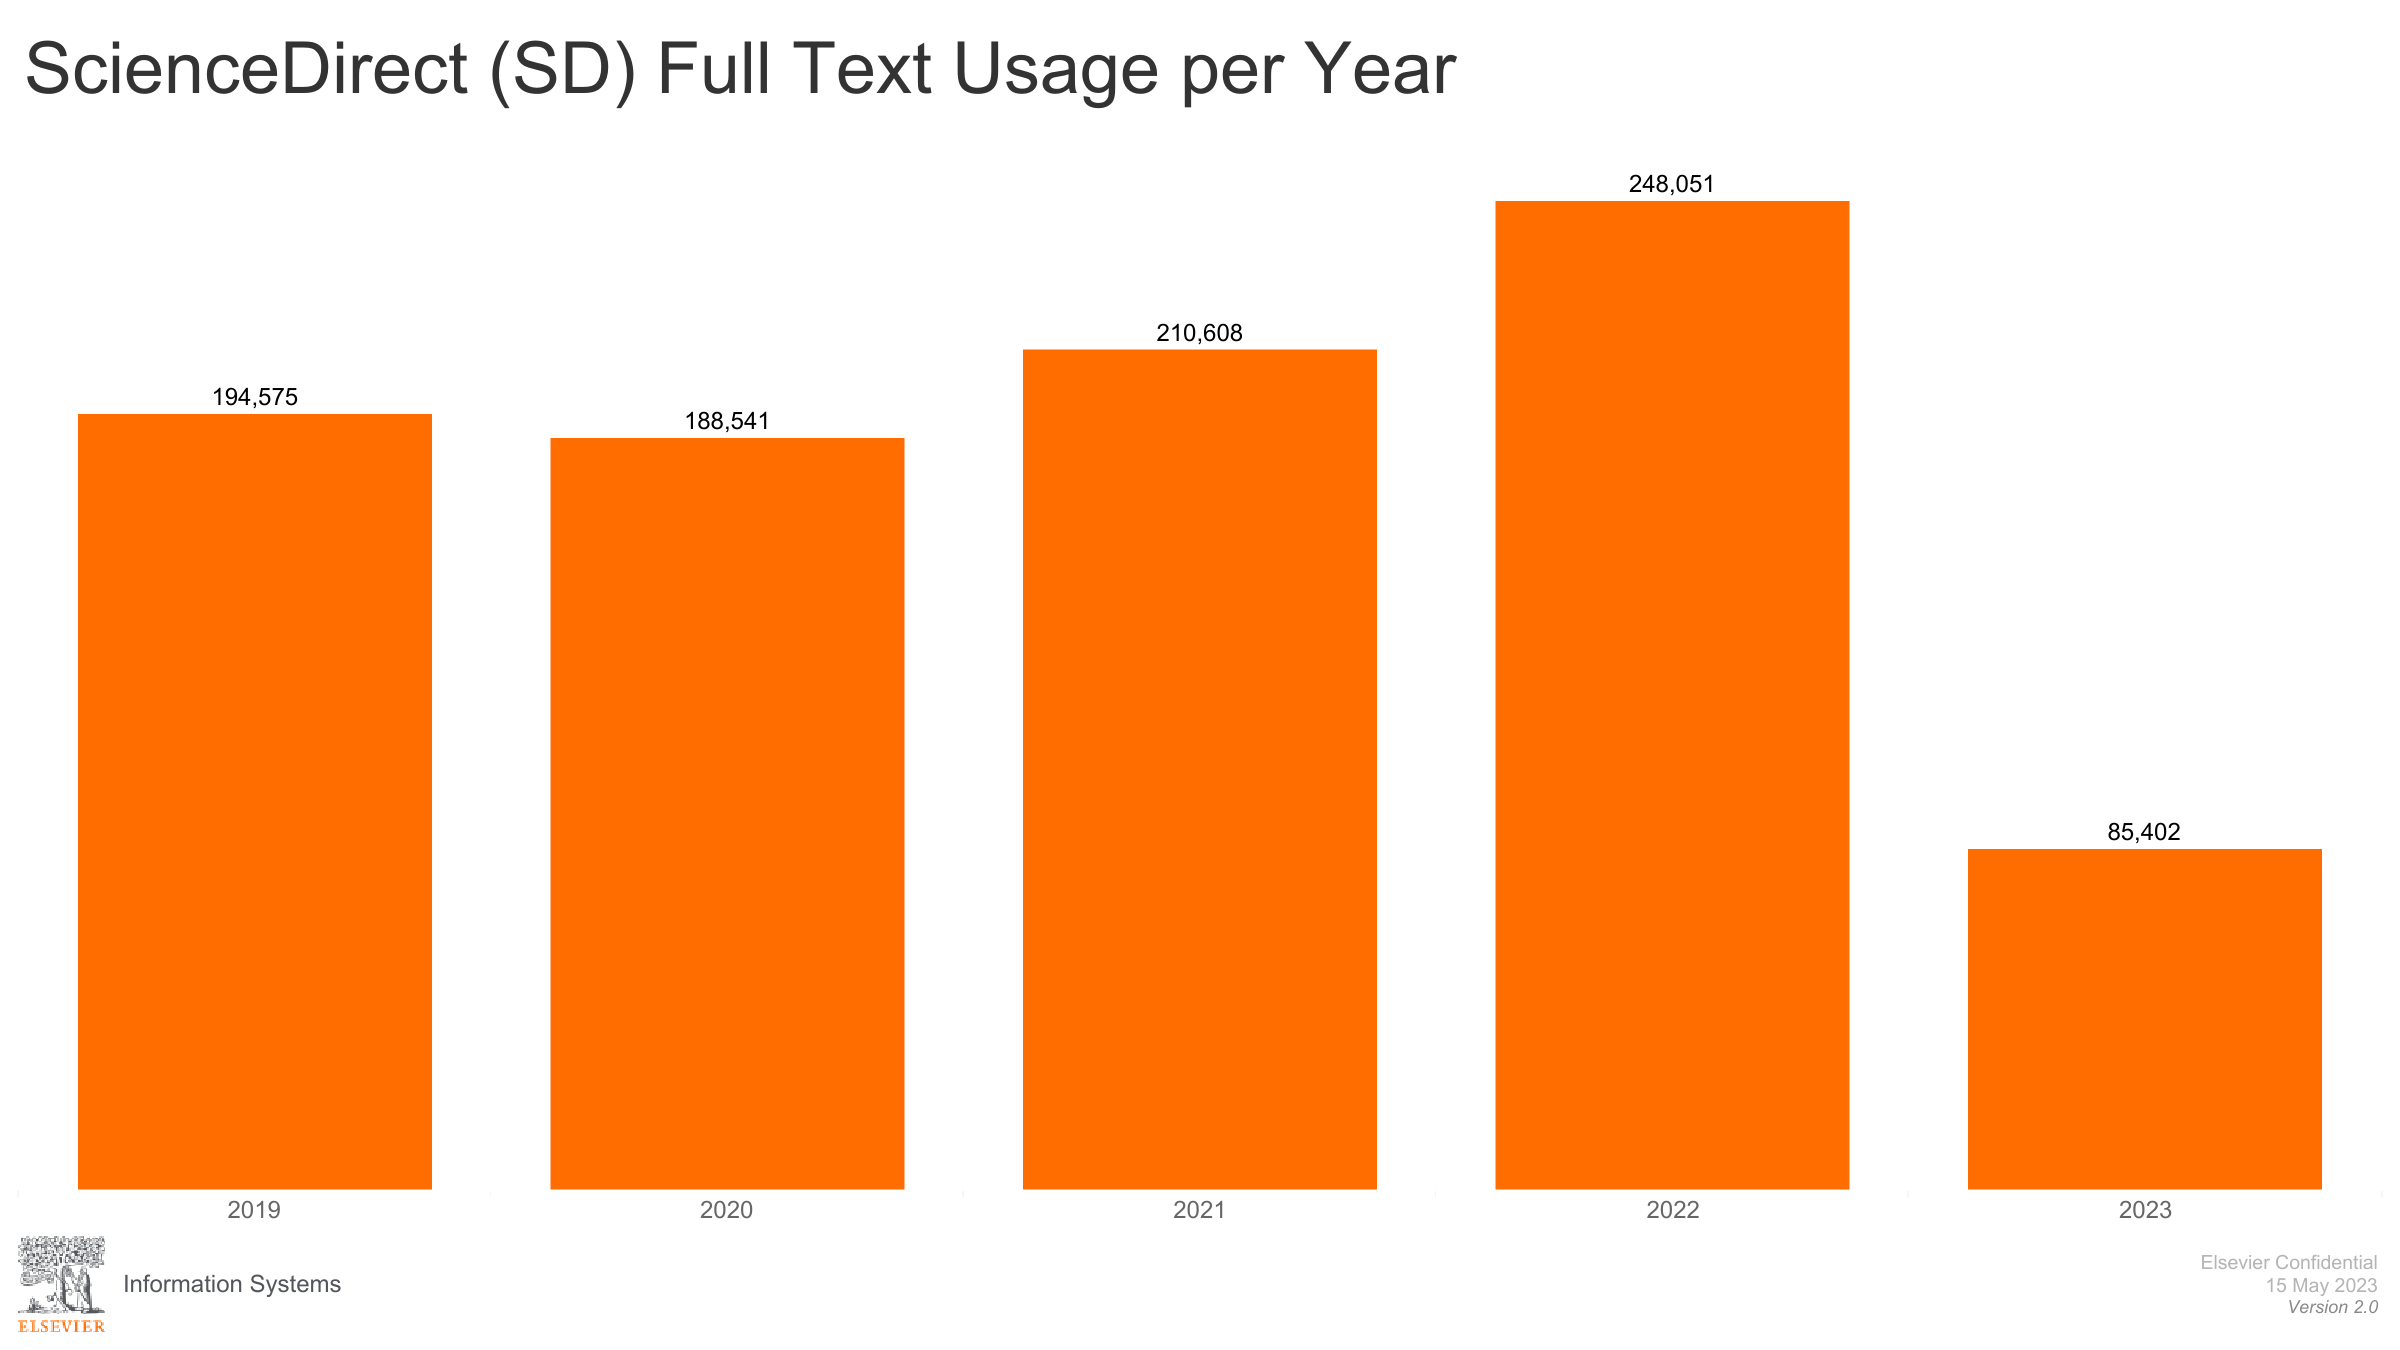 ScienceDirect (SD) Full Text Usage per Year
248,051
210,608
194,575
188,541
85,402
2019 2020 2021 2022 2023
Information Systems
ELSEVIER
Elsevier Confidential
15 May 2023
Version 2.0